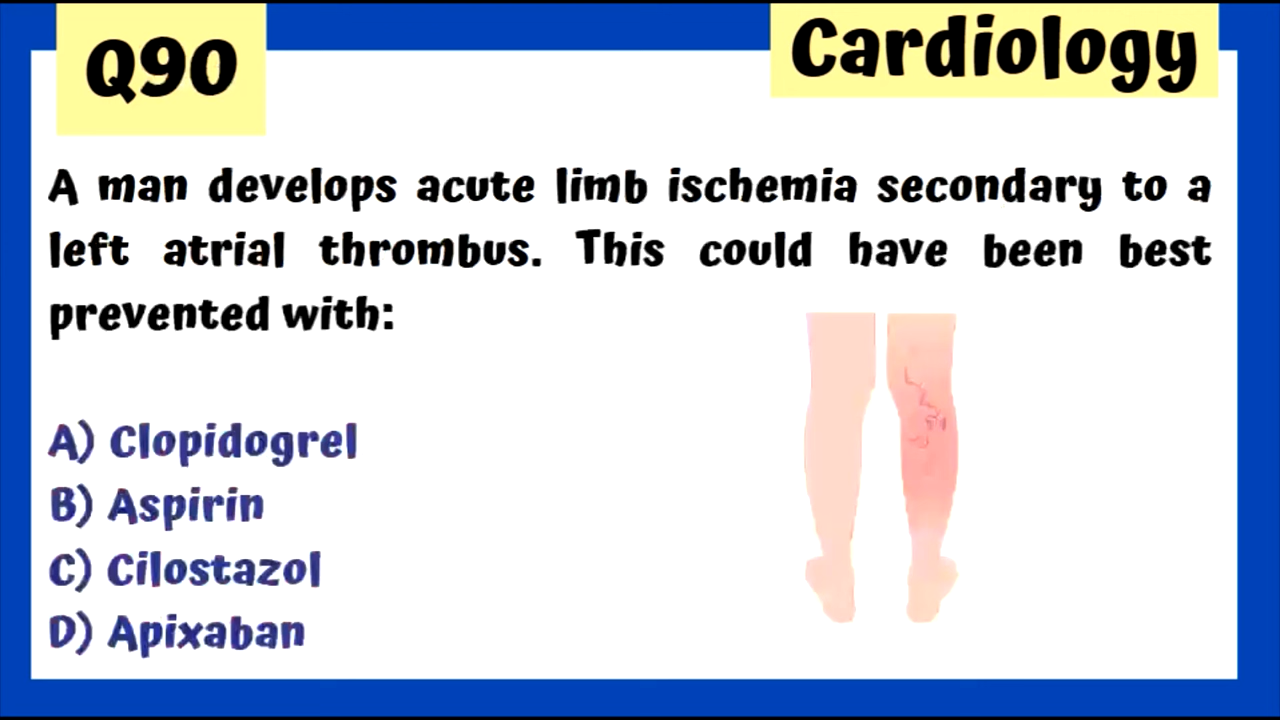 Q90
Cardiology
A man develops acute limb ischemia secondary to a
left atrial thrombus. This could have been best
prevented with:
A) Clopidogrel
B) Aspirin
C) Cilostazol
D) Apixaban